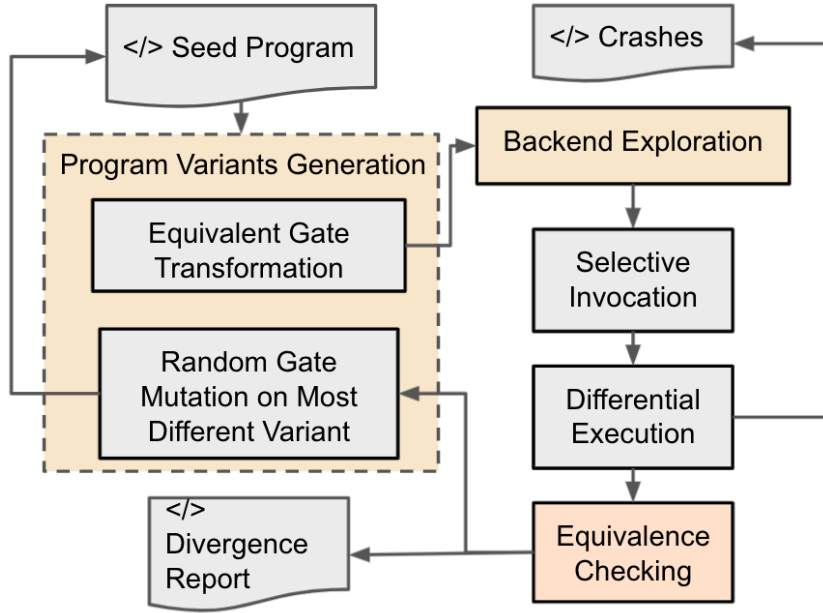 </> Seed Program
</> Crashes
Program Variants Generation
Backend Exploration
Equivalent Gate
Transformation
Selective
Invocation
Random Gate
Mutation on Most
Different Variant
Differential
Execution
</>
Divergence
Report
Equivalence
Checking